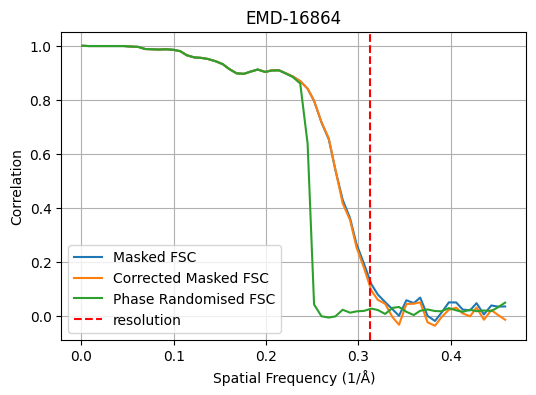 EMD-16864
1.0
0.8
0.6
0.4
0.2
0.0
Correlation
Masked FSC
Corrected Masked FSC
Phase Randomised FSC
resolution
0.0 0.1 0.2 0.3 0.4
Spatial Frequency (1/Å)